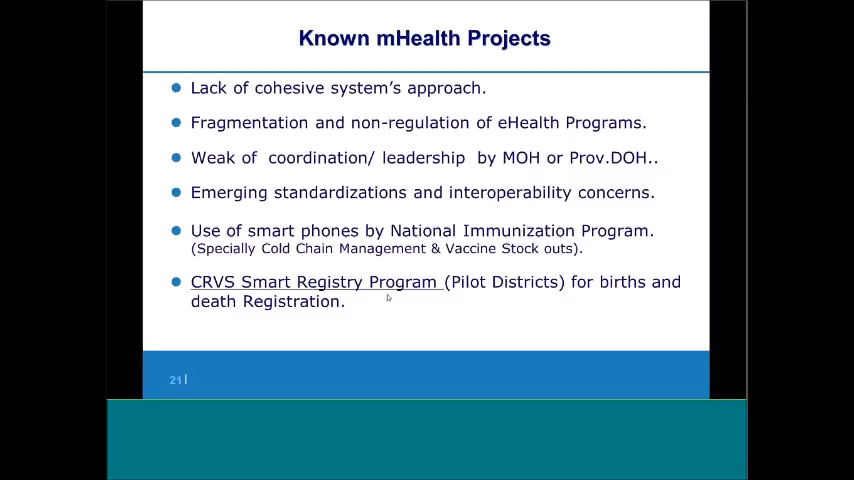 Known mHealth Projects
Lack of cohesive system’s approach.
Fragmentation and non-regulation of eHealth Programs.
Weak of coordination/ leadership by MOH or Prov.DOH..
Emerging standardizations and interoperability concerns.
Use of smart phones by National Immunization Program.
(Specially Cold Chain Management & Vaccine Stock outs).
CRVS Smart Registry Program (Pilot Districts) for births and
death Registration.
21|